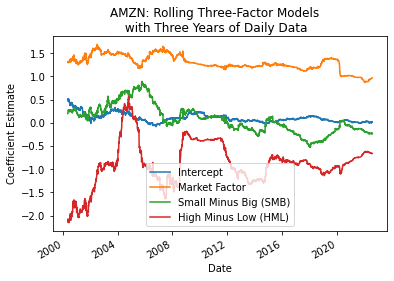 AMZN: Rolling Three-Factor Models
with Three Years of Daily Data
Coefficient Estimate
1.5
1.0
0.5
0.0
−0.5
−1.0
−1.5
−2.0
Intercept
Market Factor
Small Minus Big (SMB)
High Minus Low (HML)
2000
2004
2008
2012
2016
2020
Date